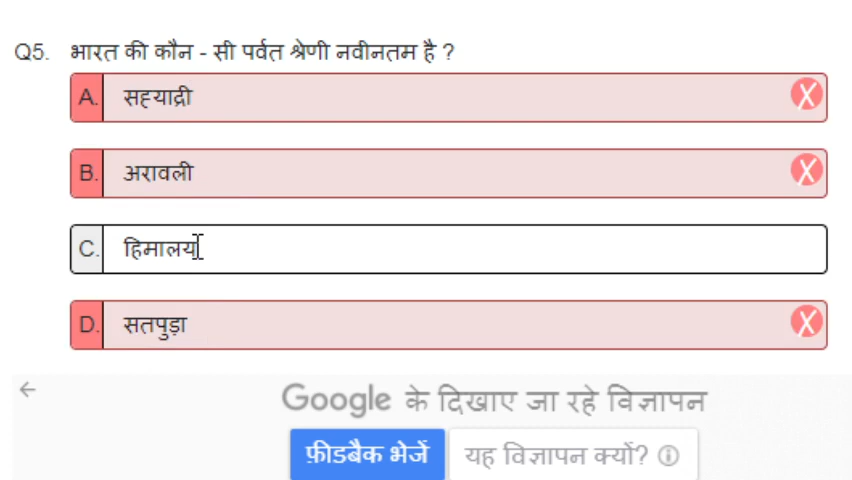 Q5. भारत की कौन - सी पर्वत श्रेणी नवीनतम है ?
A. सह्याद्री
B. अरावली
C. हिमालय
D. सतपुड़ा
Google के दिखाए जा रहे विज्ञापन
फ़ीडबैक भेजें यह विज्ञापन क्यों?